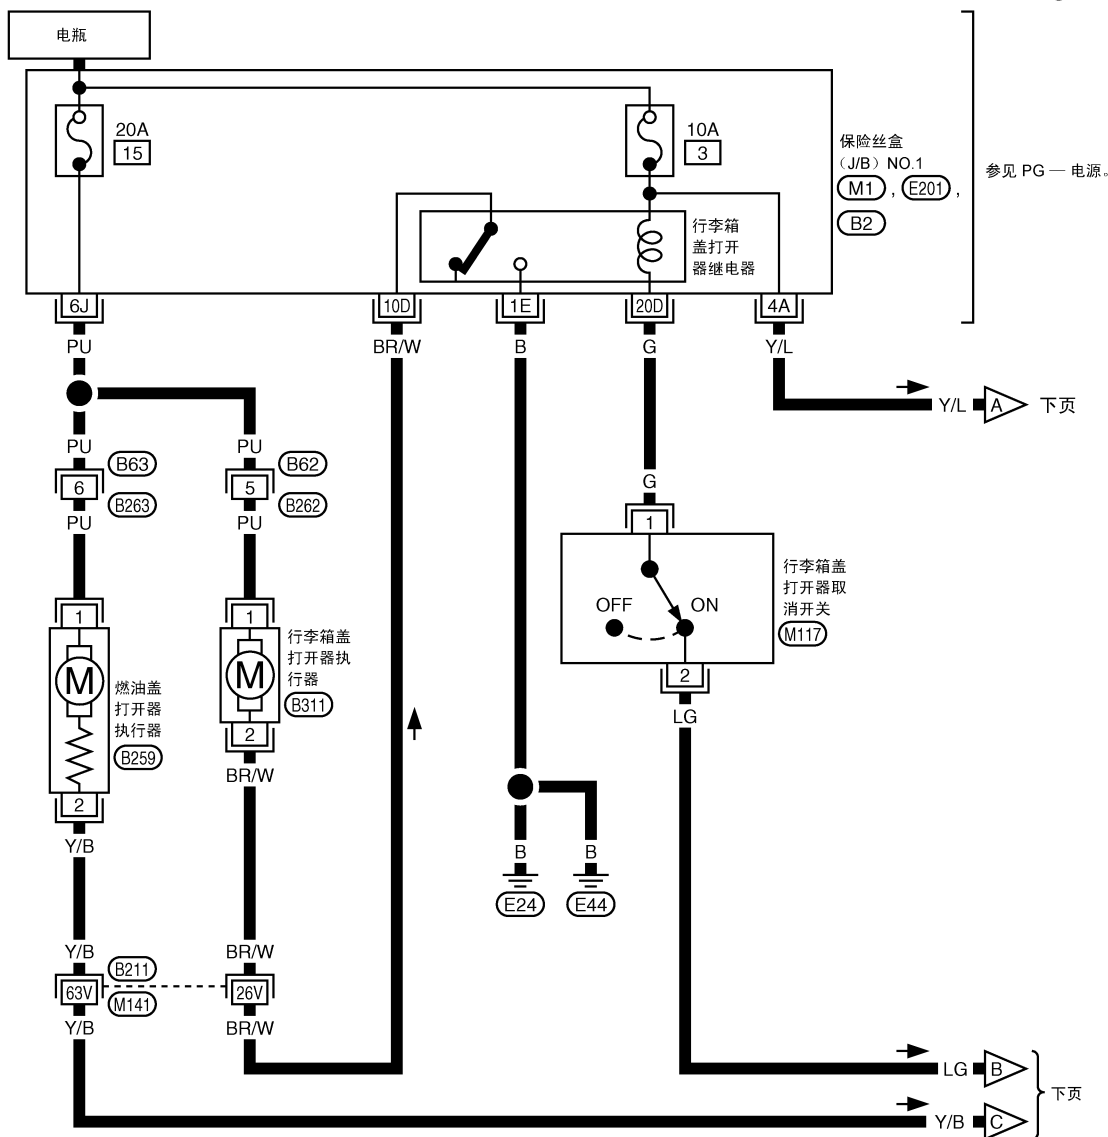 电瓶
20A
15
10A
3
保险丝盒
（J/B）NO.1
M1 , E201 ,
B2
参见 PG — 电源。
行李箱
盖打开
器继电器
6J
10D
1E
20D
4A
PU
BR/W
B
G
Y/L
Y/L
A
下页
PU
B63
6
B263
PU
PU
B62
5
B262
PU
G
1
行李箱盖
打开器取
消开关
M117
OFF
ON
2
LG
1
M
燃油盖
打开器
执行器
B259
2
Y/B
1
M
行李箱盖
打开器执
行器
B311
2
BR/W
B
B
E24
E44
Y/B
B211
63V
M141
Y/B
BR/W
26V
BR/W
LG
B
Y/B
C
下页